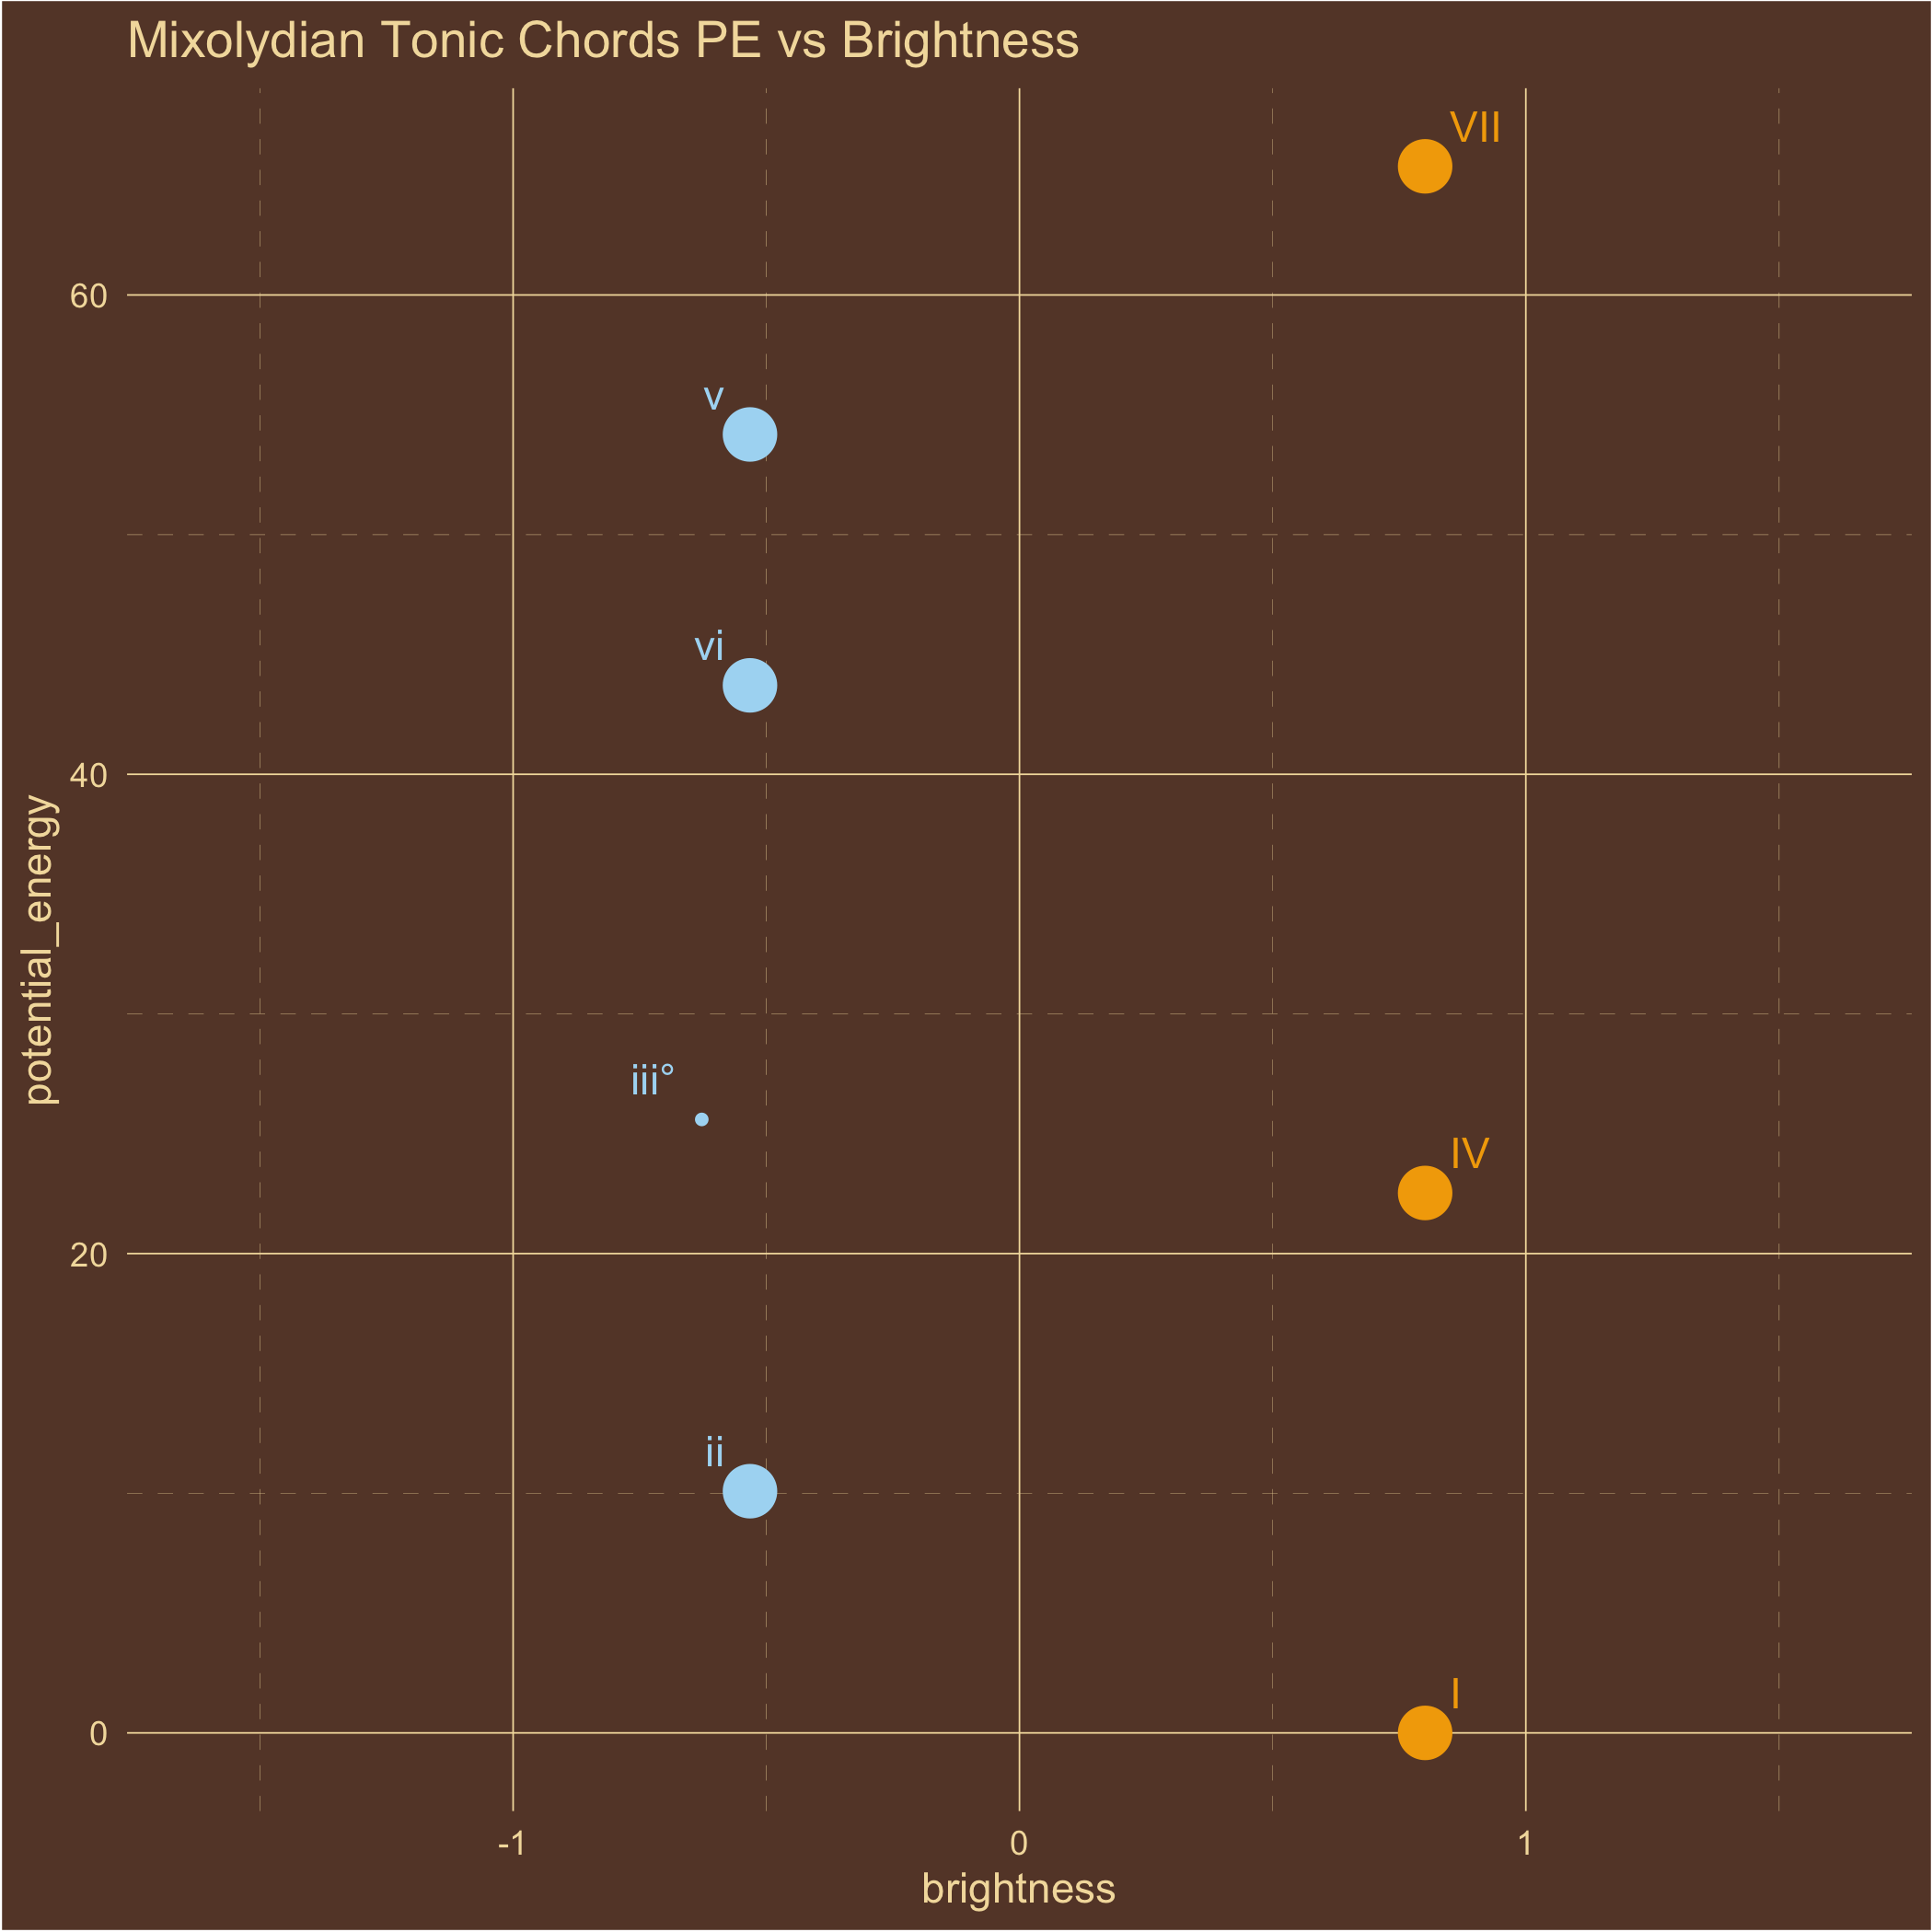 Mixolydian Tonic Chords PE vs Brightness
VII
60
v
vi
40
potential_energy
iii°
IV
20
ii
I
0
-1 0 1
brightness